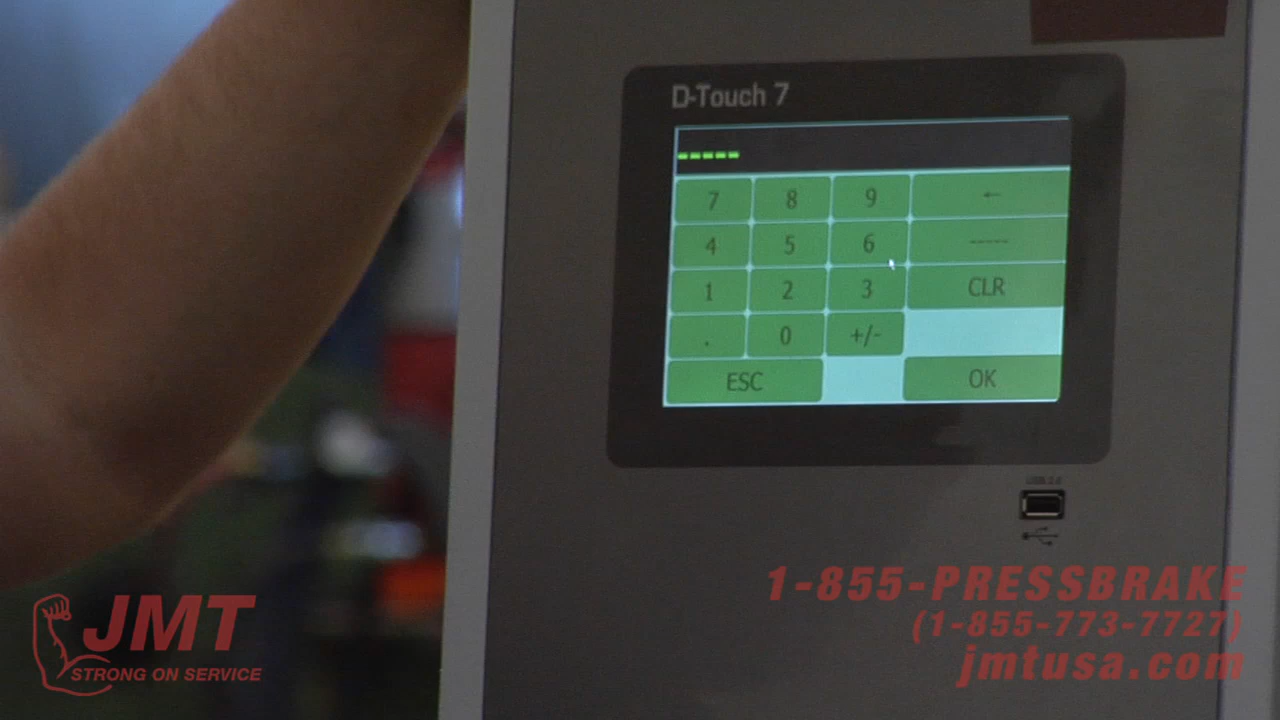 D-Touch 7
-----
7 8 9 ←
4 5 6 -----
1 2 3 CLR
. 0 +/-
ESC OK
USB 2.0
1-855-PRESSBRAKE
(1-855-773-7727)
jmtusa.com
JMT
STRONG ON SERVICE